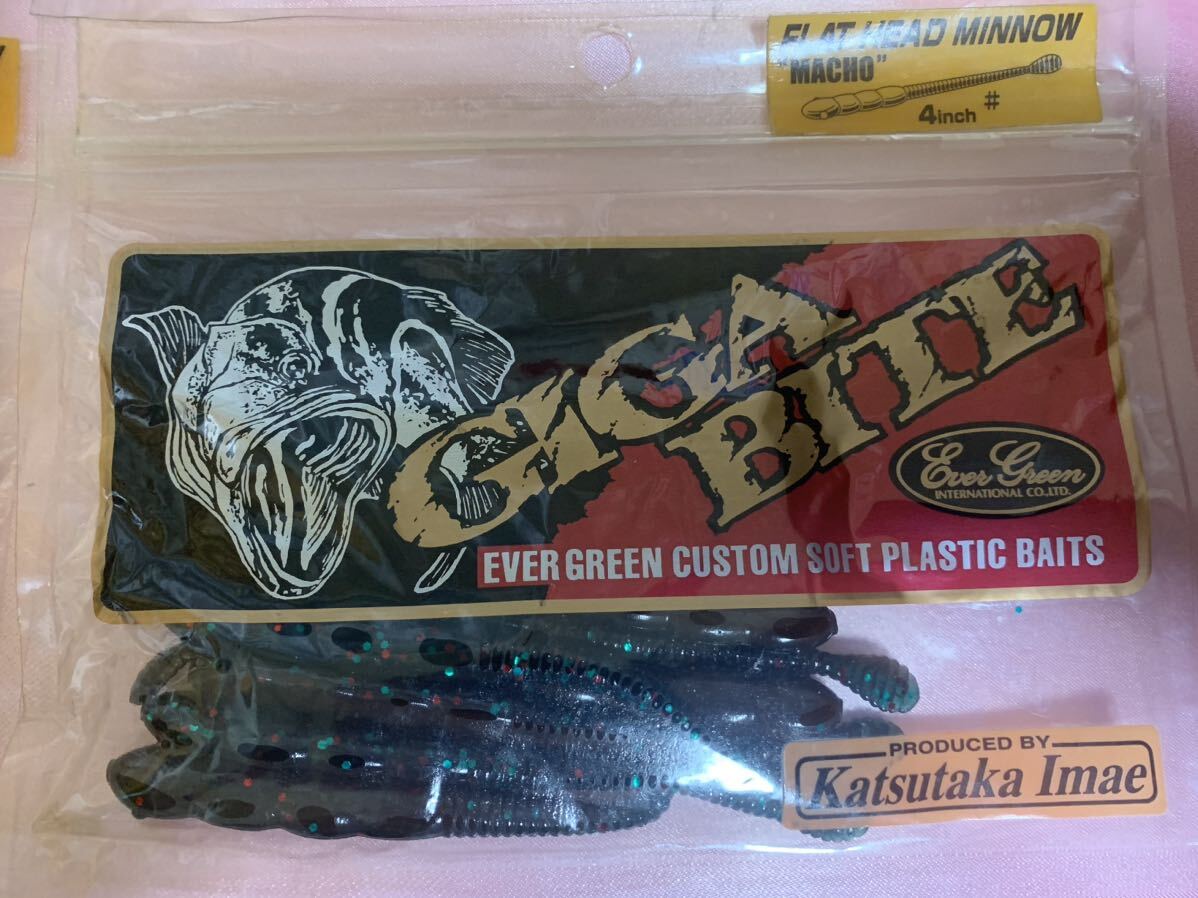 FLAT HEAD MINNOW
"MACHO"
4inch #
GIGA
BITE
Ever Green
INTERNATIONAL CO.,LTD.
EVER GREEN CUSTOM SOFT PLASTIC BAITS
PRODUCED BY
Katsutaka Imae